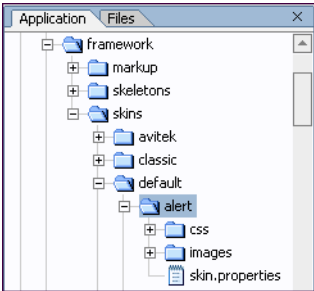 Application Files
framework
markup
skeletons
skins
avitek
classic
default
alert
css
images
skin.properties